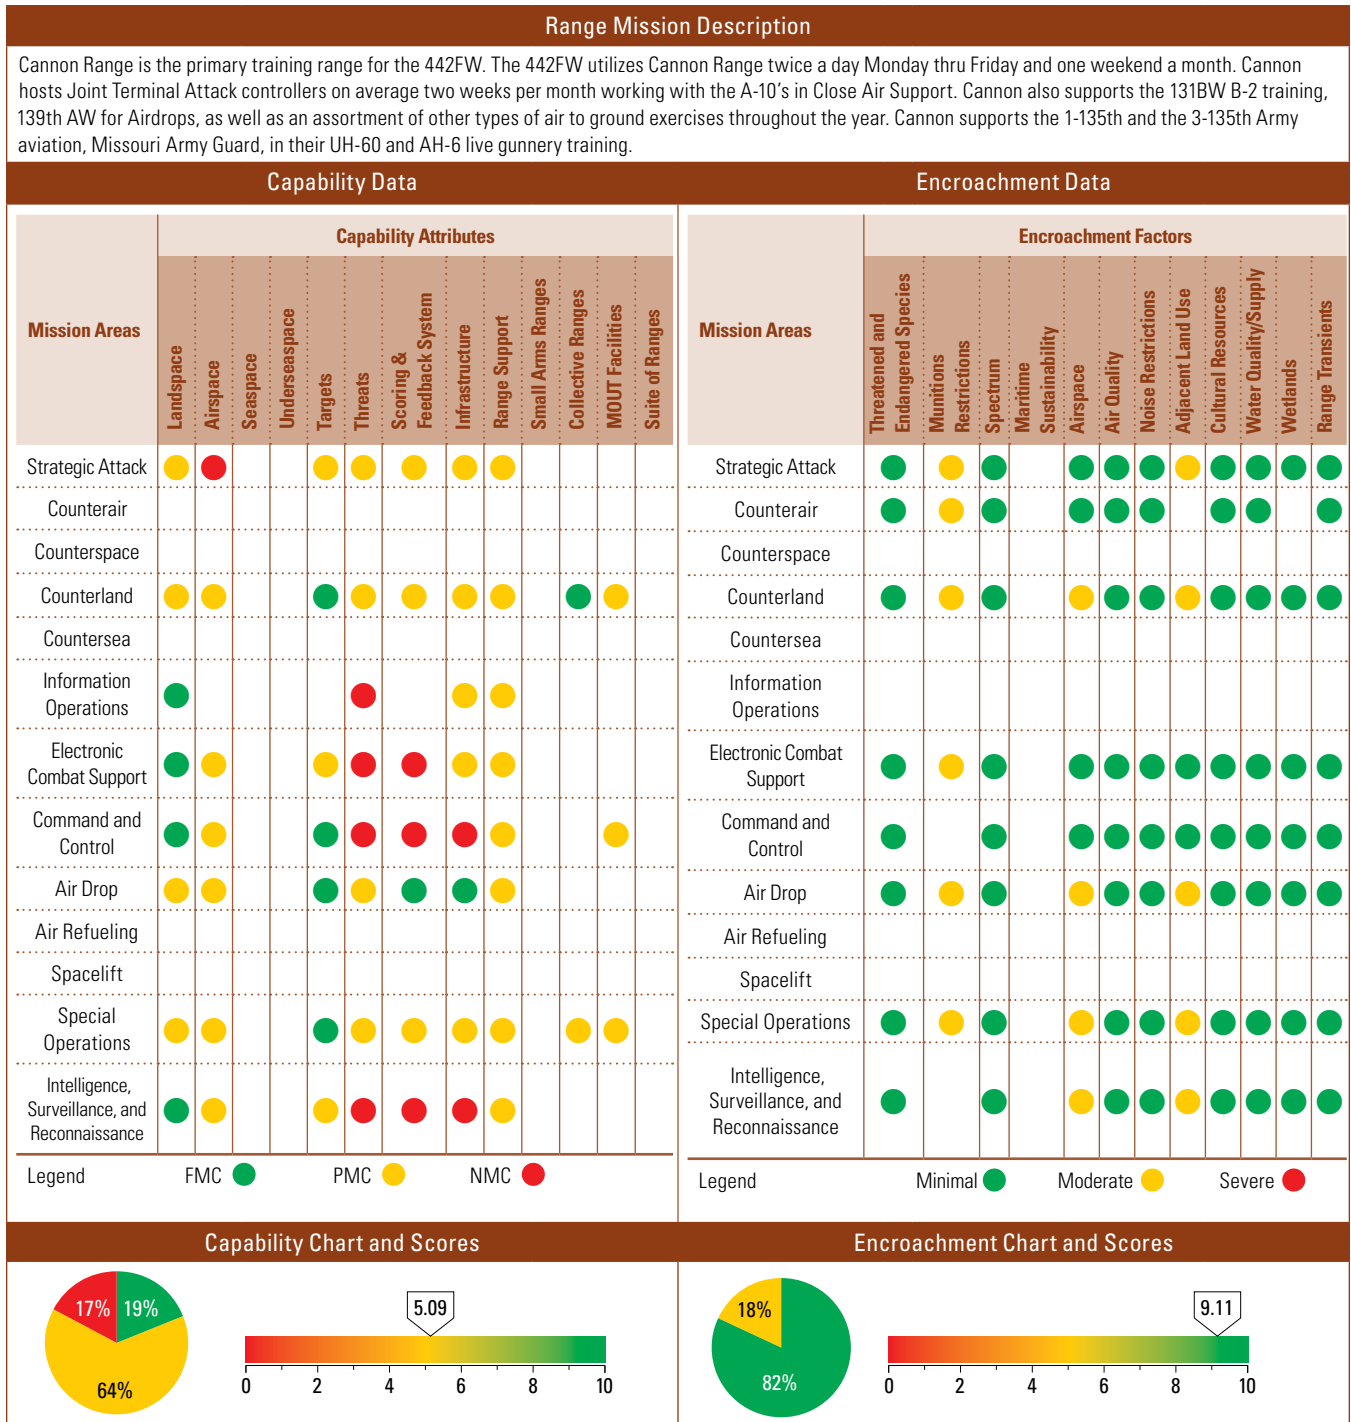 Range Mission Description
Cannon Range is the primary training range for the 442FW. The 442FW utilizes Cannon Range twice a day Monday thru Friday and one weekend a month. Cannon
hosts Joint Terminal Attack controllers on average two weeks per month working with the A-10's in Close Air Support. Cannon also supports the 131BW B-2 training,
139th AW for Airdrops, as well as an assortment of other types of air to ground exercises throughout the year. Cannon supports the 1-135th and the 3-135th Army
aviation, Missouri Army Guard, in their UH-60 and AH-6 live gunnery training.
Capability Data
Capability Attributes
Mission Areas
Landspace
Airspace
Seaspace
Underseaspace
Targets
Threats
Scoring &
Feedback System
Infrastructure
Range Support
Small Arms Ranges
Collective Ranges
MOUT Facilities
Suite of Ranges
Strategic Attack
Counterair
Counterspace
Counterland
Countersea
Information
Operations
Electronic
Combat Support
Command and
Control
Air Drop
Air Refueling
Spacelift
Special
Operations
Intelligence,
Surveillance, and
Reconnaissance
Legend FMC PMC NMC
Encroachment Data
Encroachment Factors
Mission Areas
Threatened and
Endangered Species
Munitions
Restrictions
Spectrum
Maritime
Sustainability
Airspace
Air Quality
Noise Restrictions
Adjacent Land Use
Cultural Resources
Water Quality/Supply
Wetlands
Range Transients
Strategic Attack
Counterair
Counterspace
Counterland
Countersea
Information
Operations
Electronic Combat
Support
Command and
Control
Air Drop
Air Refueling
Spacelift
Special Operations
Intelligence,
Surveillance, and
Reconnaissance
Legend Minimal Moderate Severe
Capability Chart and Scores
17% 19%
64%
5.09
0 2 4 6 8 10
Encroachment Chart and Scores
18%
82%
9.11
0 2 4 6 8 10